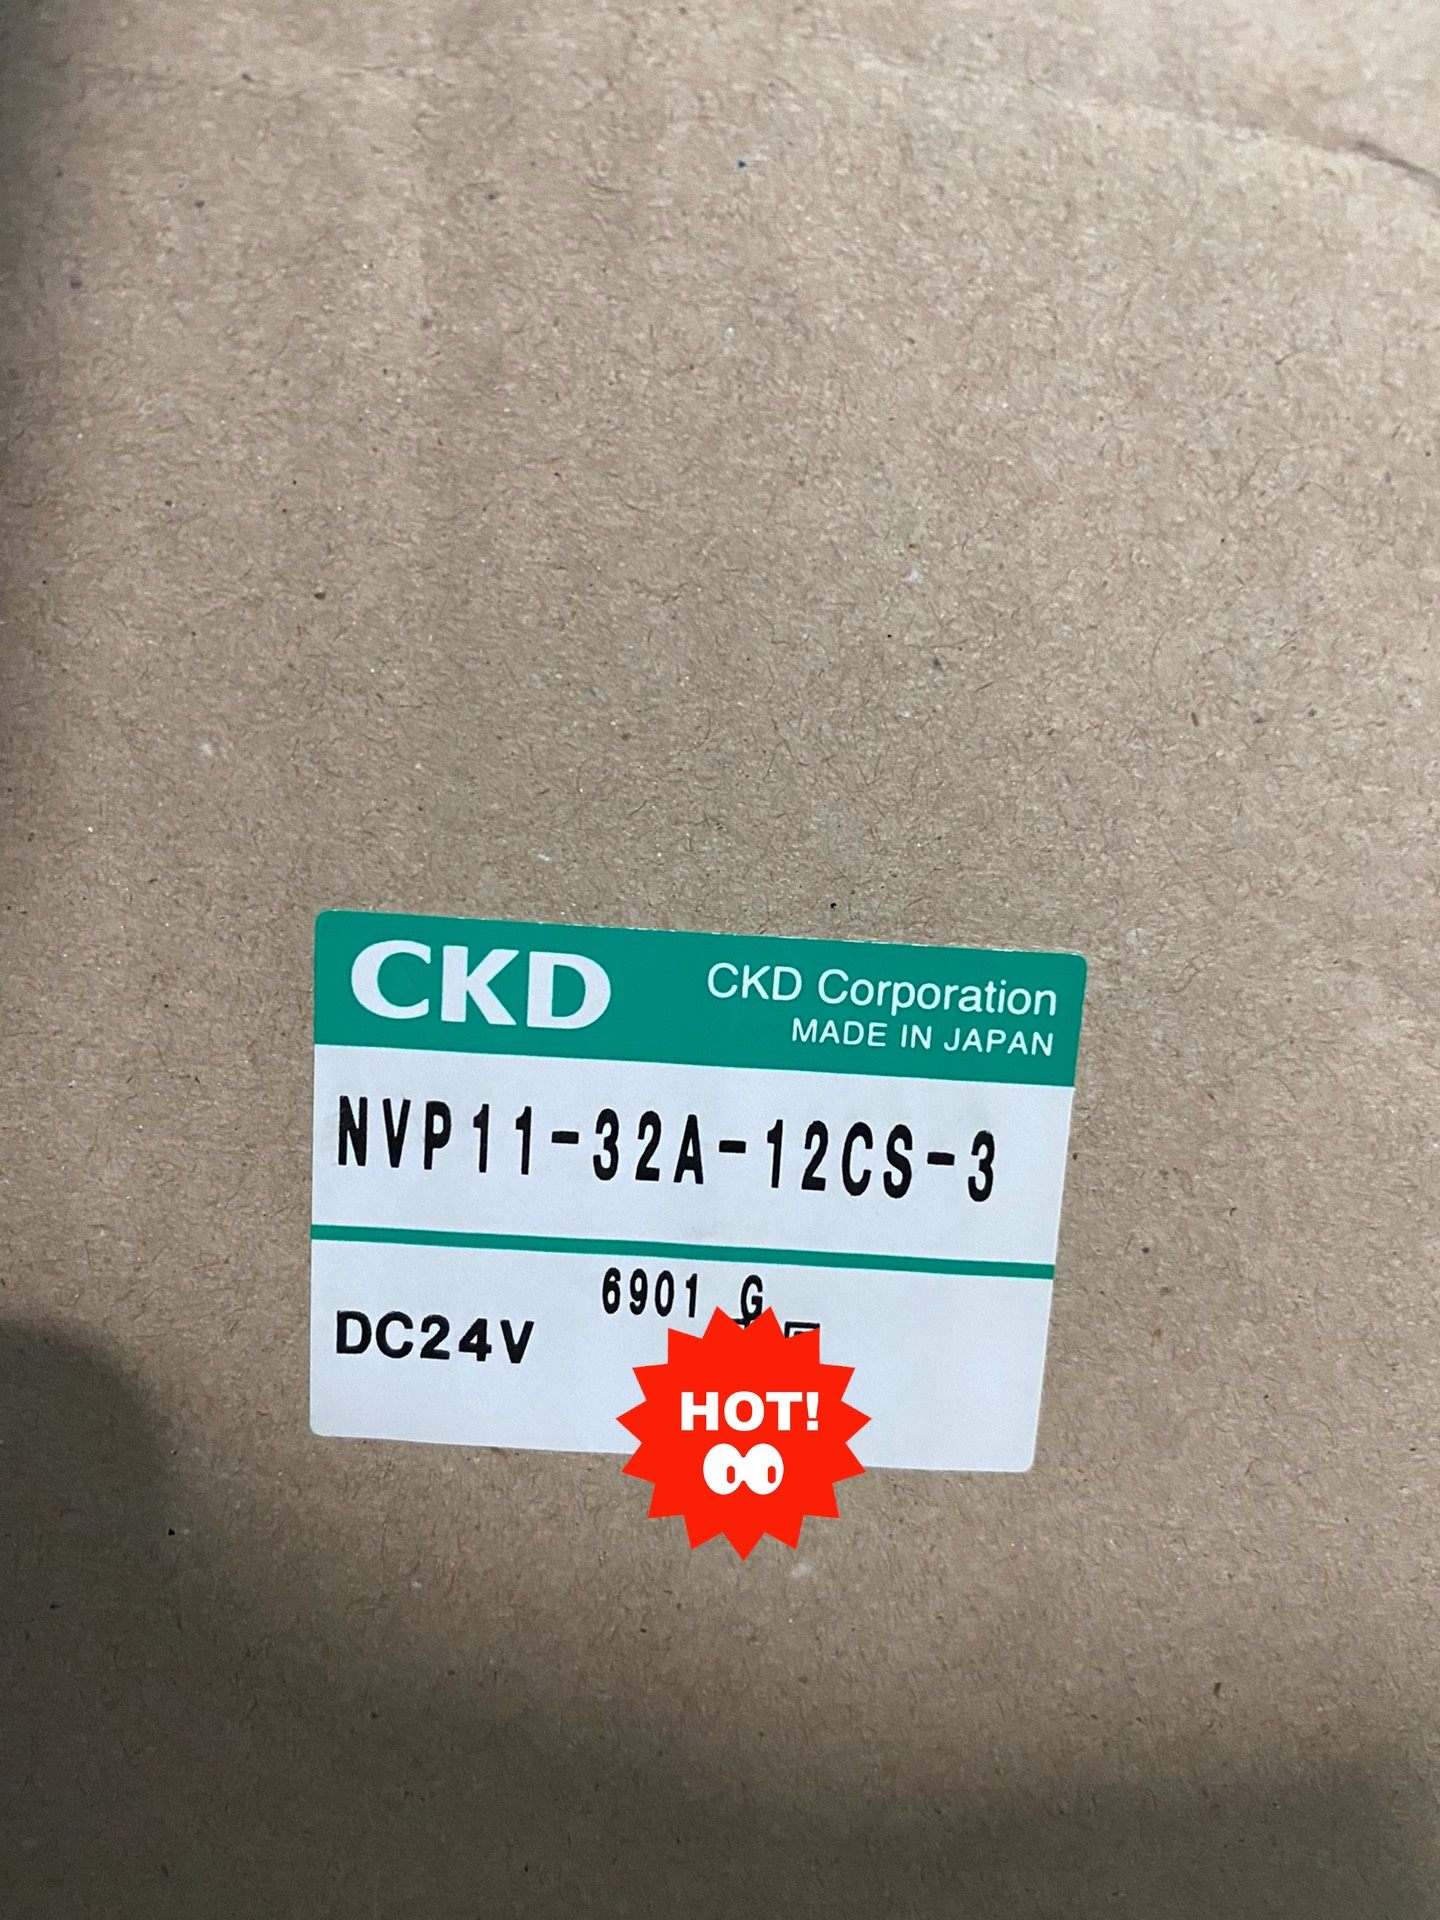 CKD
CKD Corporation
MADE IN JAPAN
NVP11-32A-12CS-3
6901 G
DC24V
HOT!